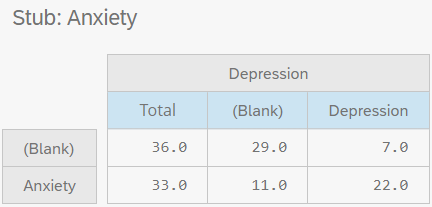 Stub: Anxiety
Depression
Total (Blank) Depression
(Blank) 36.0 29.0 7.0
Anxiety 33.0 11.0 22.0